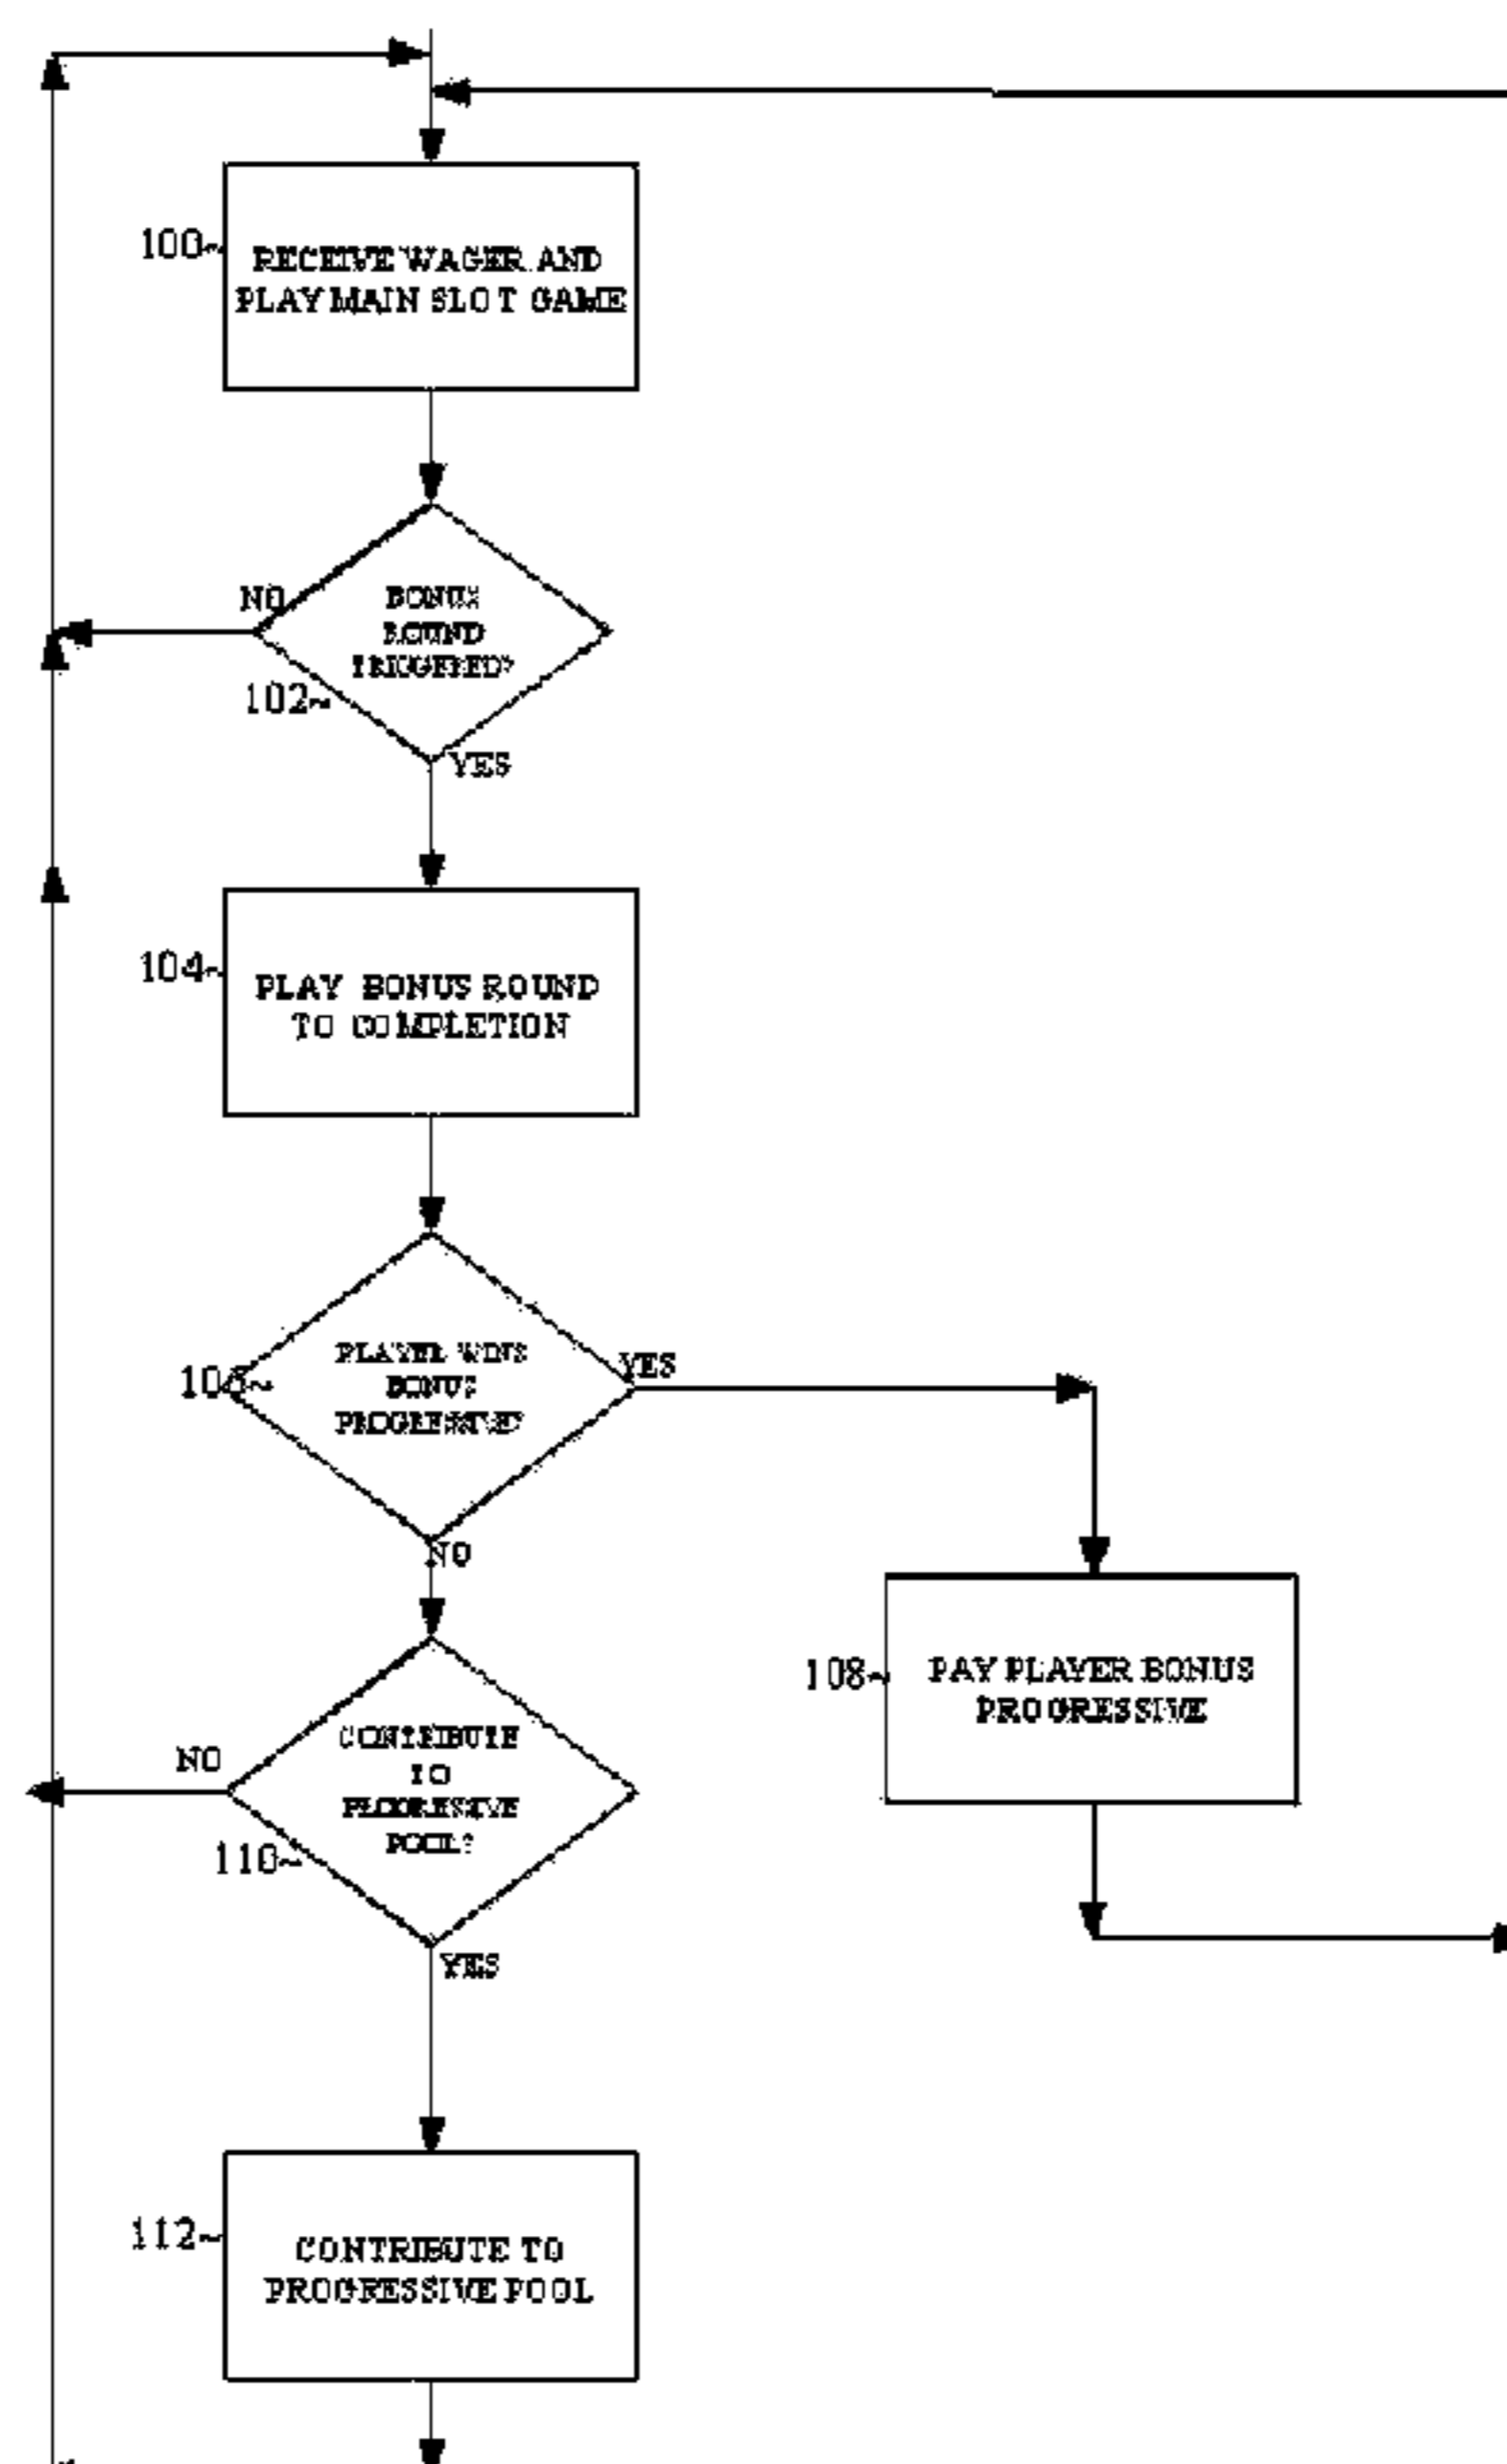 100~
RECEIVE WAGER AND
PLAY MAIN SLOT GAME
NO
BONUS
ROUND
TRIGGERED?
102~
YES
104~
PLAY BONUS ROUND
TO COMPLETION
106~
PLAYER WINS
BONUS
PROGRESSIVE?
YES
NO
108~
PAY PLAYER BONUS
PROGRESSIVE
NO
CONTRIBUTE
TO
PROGRESSIVE
POOL?
110~
YES
112~
CONTRIBUTE TO
PROGRESSIVE POOL